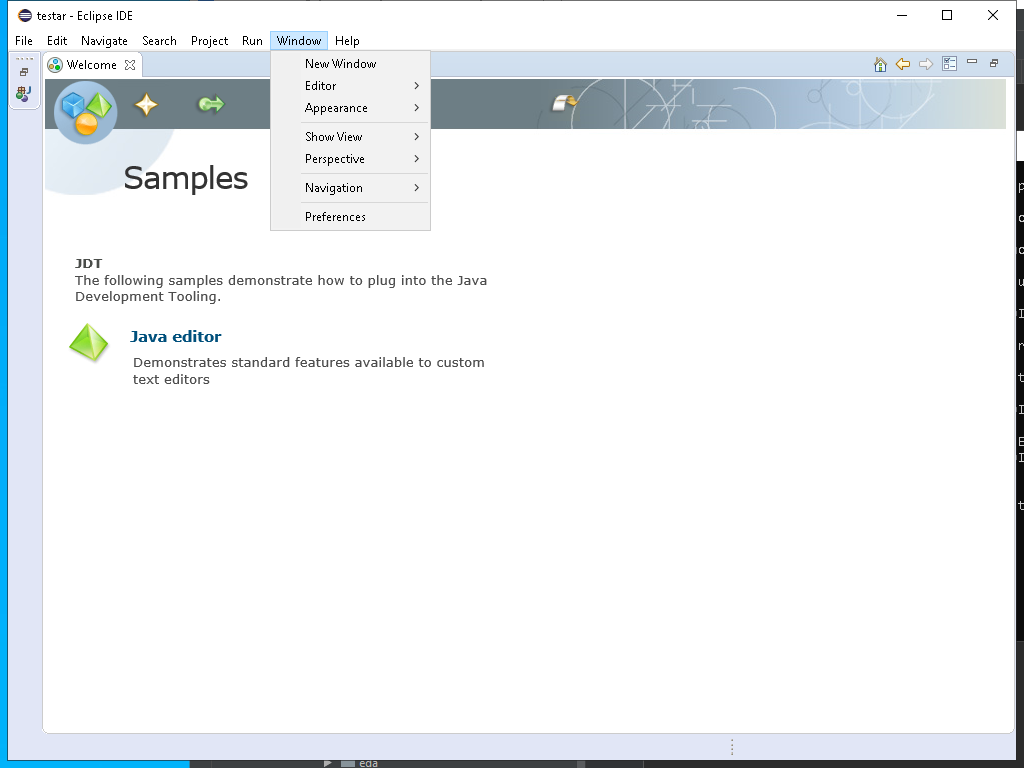 testar - Eclipse IDE
File Edit Navigate Search Project Run Window Help
Welcome
New Window
Editor
Appearance
Show View
Perspective
Navigation
Preferences
Samples
JDT
The following samples demonstrate how to plug into the Java
Development Tooling.
Java editor
Demonstrates standard features available to custom
text editors
eda